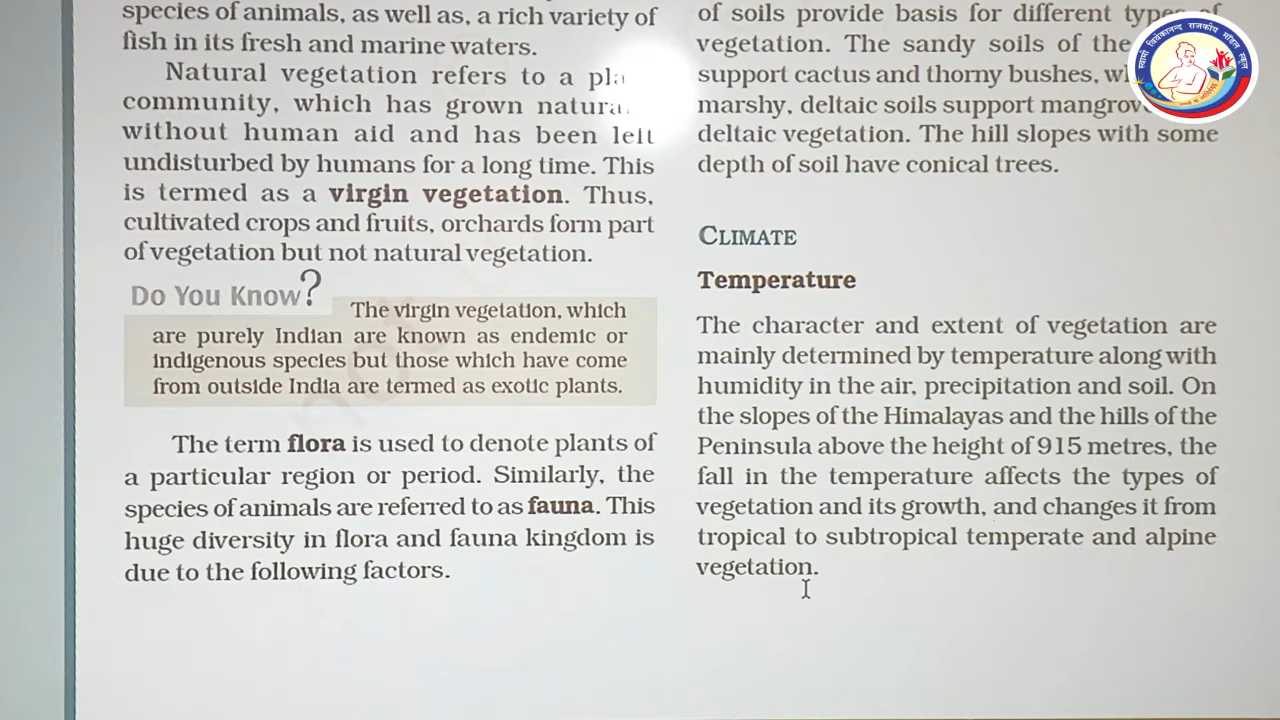 species of animals, as well as, a rich variety of
fish in its fresh and marine waters.
Natural vegetation refers to a
community, which has grown
without human aid and has been left
undisturbed by humans for a long time. This
is termed as a virgin vegetation. Thus,
cultivated crops and fruits, orchards form part
of vegetation but not natural vegetation.
Do You Know?
The virgin vegetation, which
are purely Indian are known as endemic or
indigenous species but those which have come
from outside India are termed as exotic plants.
The term flora is used to denote plants of
a particular region or period. Similarly, the
species of animals are referred to as fauna. This
huge diversity in flora and fauna kingdom is
due to the following factors.
of soils provide basis for different types of
vegetation. The sandy soils of the
support cactus and thorny bushes,
marshy, deltaic soils support
deltaic vegetation. The hill slopes with some
depth of soil have conical trees.
CLIMATE
Temperature
The character and extent of vegetation are
mainly determined by temperature along with
humidity in the air, precipitation and soil. On
the slopes of the Himalayas and the hills of the
Peninsula above the height of 915 metres, the
fall in the temperature affects the types of
vegetation and its growth, and changes it from
tropical to subtropical temperate and alpine
vegetation.
स्वामी विवेकानन्द राजकीय मॉडल स्कूल